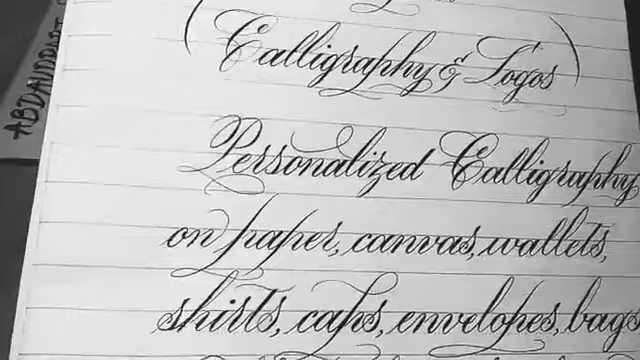 (Calligraphy & Logos)
Personalized Calligraphy
on paper, canvas, wallets,
shirts, caps, envelopes, bags